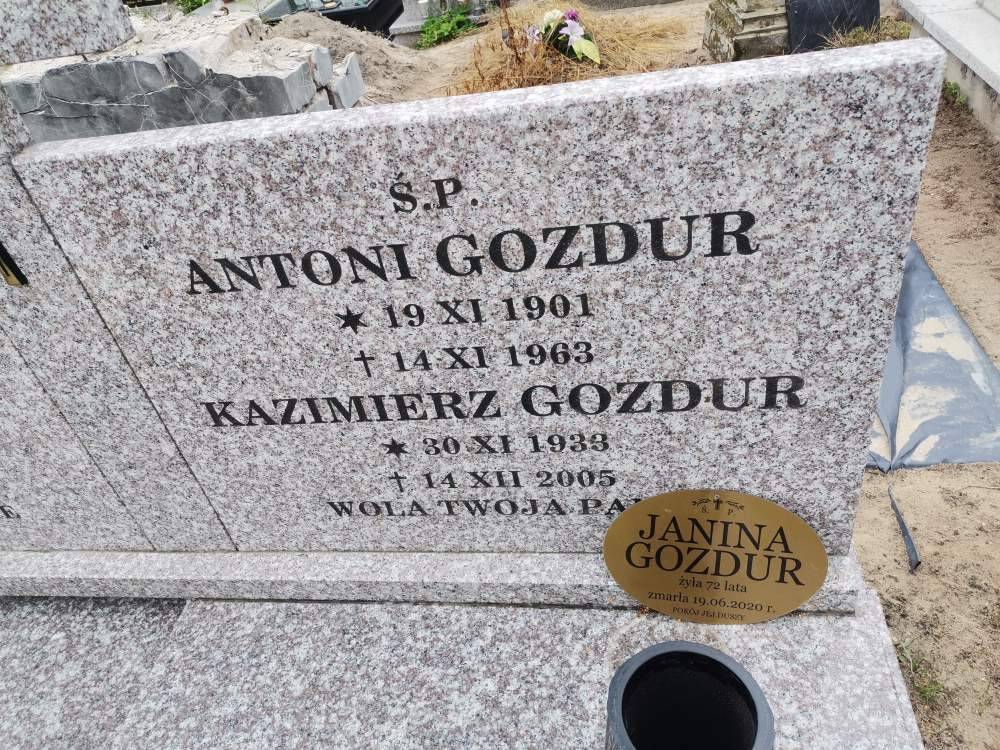 Ś.P.
ANTONI GOZDUR
★ 19 XI 1901
† 14 XI 1963
KAZIMIERZ GOZDUR
★ 30 XI 1933
† 14 XII 2005
WOLA TWOJA
Ś. P.
JANINA
GOZDUR
żyła 72 lata
zmarła 19.06.2020 r.
POKÓJ JEJ DUSZY
E